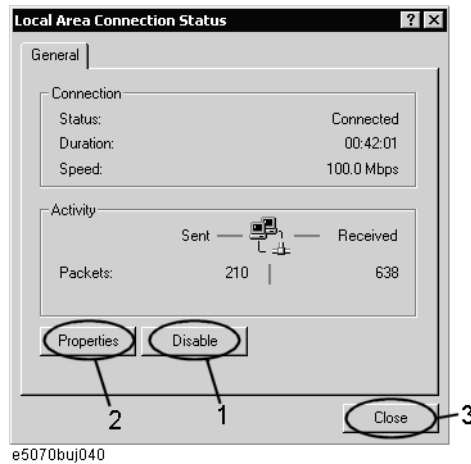 Local Area Connection Status
General
Connection
Status: Connected
Duration: 00:42:01
Speed: 100.0 Mbps
Activity
Sent Received
Packets: 210 638
Properties Disable
2 1
Close 3
e5070buj040